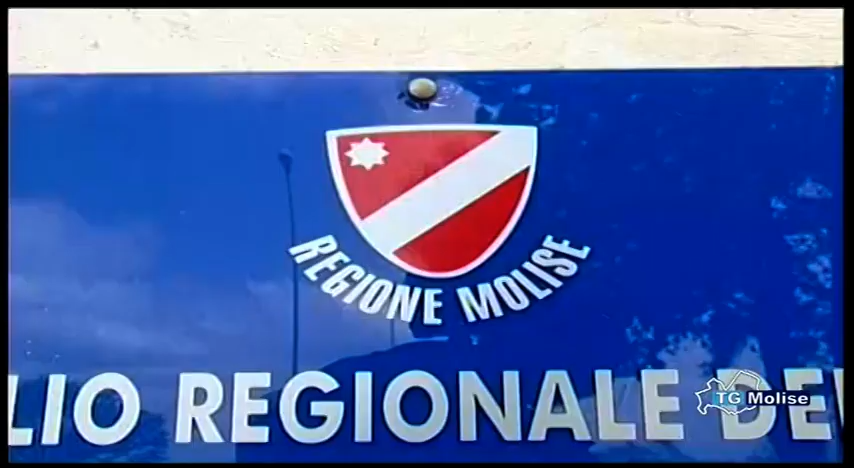 REGIONE MOLISE
LIO REGIONALE DE
TG Molise